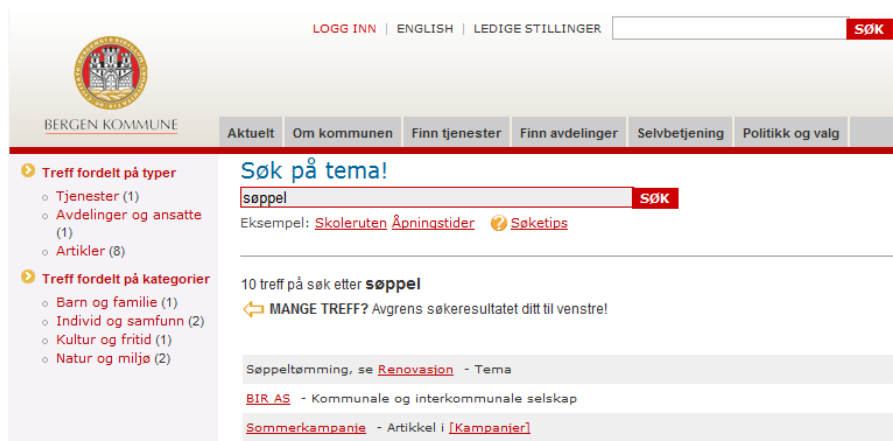 LOGG INN | ENGLISH | LEDIGE STILLINGER
SØK
BERGEN KOMMUNE
Aktuelt Om kommunen Finn tjenester Finn avdelinger Selvbetjening Politikk og valg
Treff fordelt på typer
Tjenester (1)
Avdelinger og ansatte
(1)
Artikler (8)
Treff fordelt på kategorier
Barn og familie (1)
Individ og samfunn (2)
Kultur og fritid (1)
Natur og miljø (2)
Søk på tema!
søppel
SØK
Eksempel: Skoleruten Åpningstider Søketips
10 treff på søk etter søppel
MANGE TREFF? Avgrens søkeresultatet ditt til venstre!
Søppeltømming, se Renovasjon - Tema
BIR AS - Kommunale og interkommunale selskap
Sommerkampanje - Artikkel i [Kampanjer]